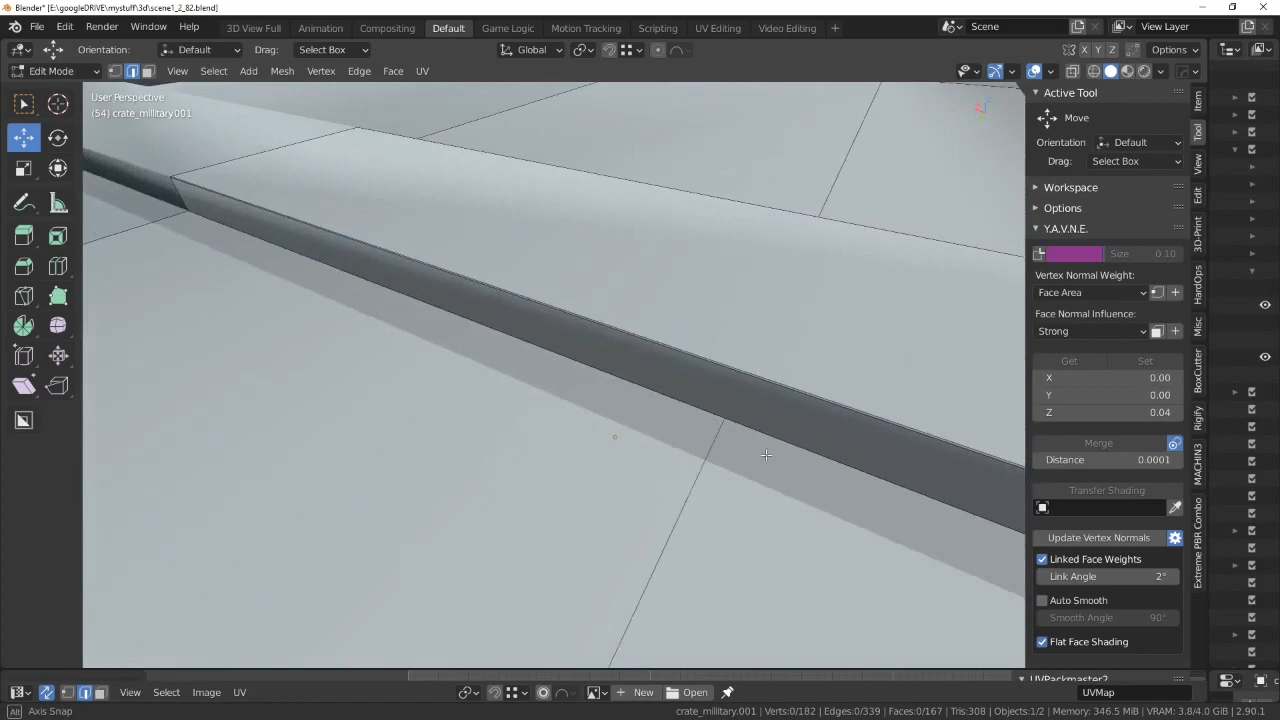 Blender* [E:\googleDRIVE\mystuff\3d\scene1_2_82.blend]
File Edit Render Window Help 3D View Full Animation Compositing Default Game Logic Motion Tracking Scripting UV Editing Video Editing + Scene View Layer
Orientation: Default Drag: Select Box Global X Y Z Options
Edit Mode View Select Add Mesh Vertex Edge Face UV
User Perspective
(54) crate_millitary.001
Active Tool
Move
Orientation Default
Drag: Select Box
Workspace
Options
Y.A.V.N.E.
Size 0.10
Vertex Normal Weight:
Face Area
Face Normal Influence:
Strong
Get Set
X 0.00
Y 0.00
Z 0.04
Merge
Distance 0.0001
Transfer Shading
Update Vertex Normals
Linked Face Weights
Link Angle 2°
Auto Smooth
Smooth Angle 90°
Flat Face Shading
UVPackmaster2
Item
Tool
View
Edit
3D-Print
HardOps
Misc
BoxCutter
Rigify
MACHIN3
Extreme PBR Combo
View Select Image UV New Open UVMap
Alt Axis Snap crate_millitary.001 | Verts:0/182 | Edges:0/339 | Faces:0/167 | Tris:308 | Objects:1/2 | Memory: 346.5 MiB | VRAM: 3.8/4.0 GiB | 2.90.1